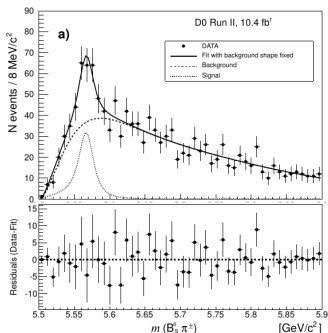 a)
D0 Run II, 10.4 fb¹
DATA
Fit with background shape fixed
Background
Signal
N events / 8 MeV/c²
90
80
70
60
50
40
30
20
10
0
Residuals (Data-Fit)
15
10
5
0
-5
-10
-15
5.5 5.55 5.6 5.65 5.7 5.75 5.8 5.85 5.9
m (B⁰ₛ π±) [GeV/c²]